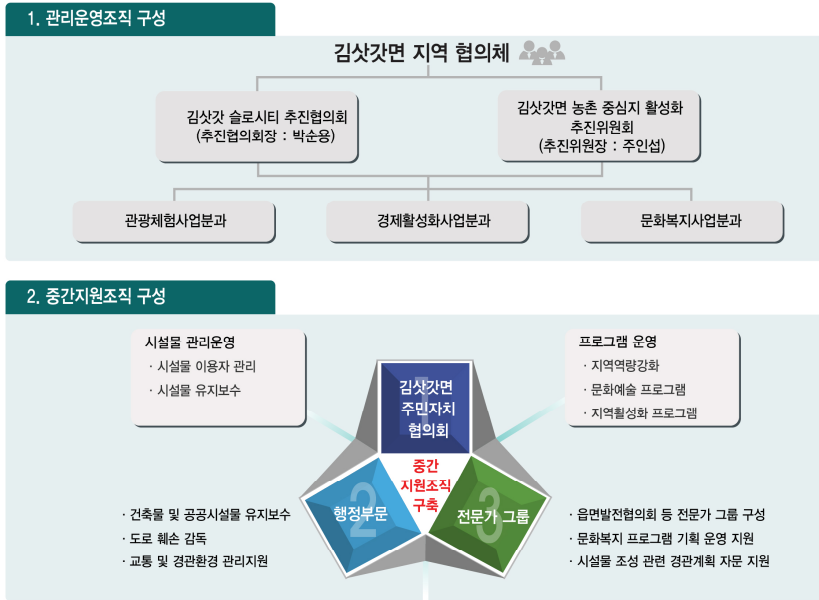 1. 관리운영조직 구성
김삿갓면 지역 협의체
김삿갓 슬로시티 추진협의회
(추진협의회장 : 박순용)
김삿갓면 농촌 중심지 활성화
추진위원회
(추진위원장 : 주인섭)
관광체험사업분과
경제활성화사업분과
문화복지사업분과
2. 중간지원조직 구성
시설물 관리운영
· 시설물 이용자 관리
· 시설물 유지보수
프로그램 운영
· 지역역량강화
· 문화예술 프로그램
· 지역활성화 프로그렘
1
김삿갓면
주민자치
협의회
중간
지원조직
구축
2
행정부문
3
전문가 그룹
· 건축물 및 공공시설물 유지보수
· 도로 훼손 감독
· 교통 및 경관환경 관리지원
· 읍면발전협의회 등 전문가 그룹 구성
· 문화복지 프로그램 기획 운영 지원
· 시설물 조성 관련 경관계획 자문 지원